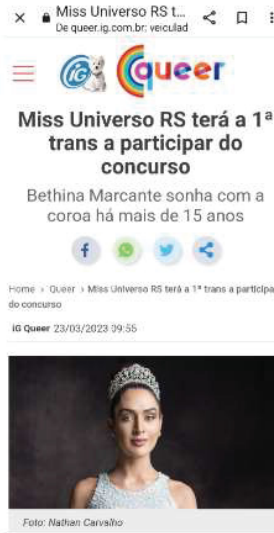 Miss Universo RS t...
De queer.ig.com.br: veiculad
iG
queer
Miss Universo RS terá a 1ª
trans a participar do
concurso
Bethina Marcante sonha com a
coroa há mais de 15 anos
Home › Queer › Miss Universo RS terá a 1ª trans a participa
do concurso
iG Queer 23/03/2023 09:55
Foto: Nathan Carvalho